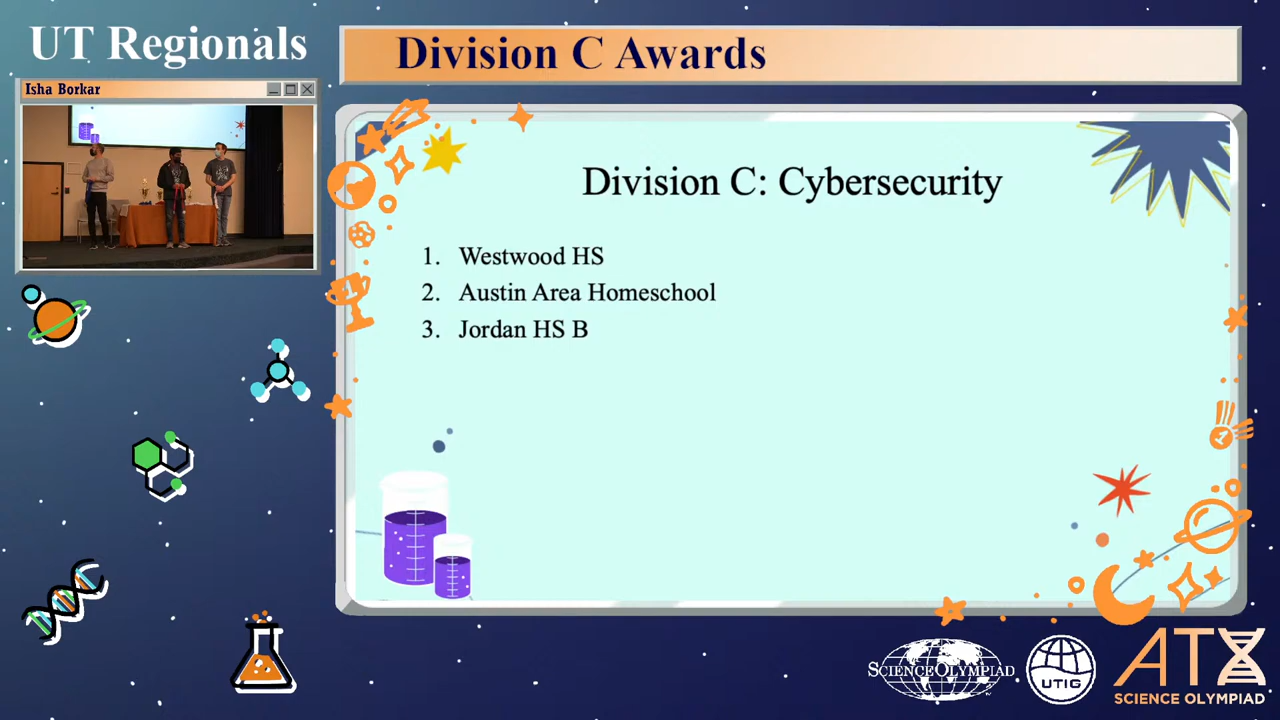 UT Regionals
Division C Awards
Isha Borkar
Division C: Cybersecurity
1. Westwood HS
2. Austin Area Homeschool
3. Jordan HS B
1
SCIENCE OLYMPIAD
UTIG
ATX
SCIENCE OLYMPIAD